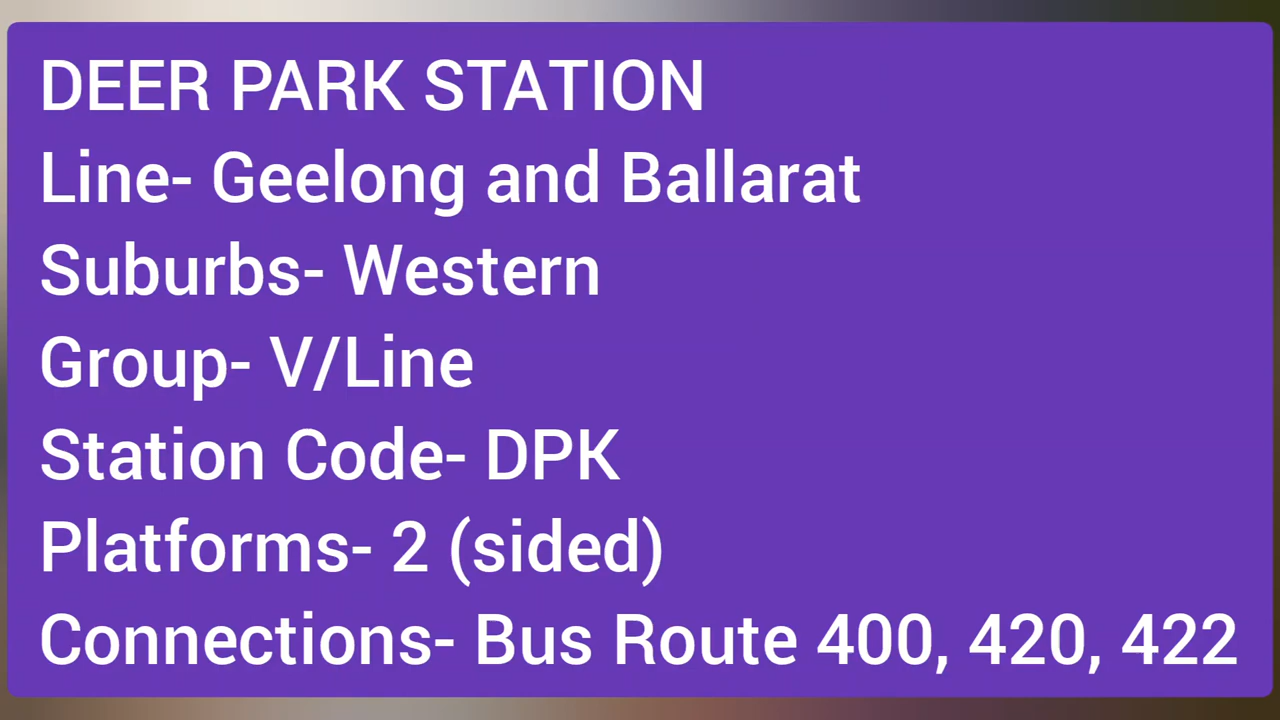 DEER PARK STATION
Line- Geelong and Ballarat
Suburbs- Western
Group- V/Line
Station Code- DPK
Platforms- 2 (sided)
Connections- Bus Route 400, 420, 422